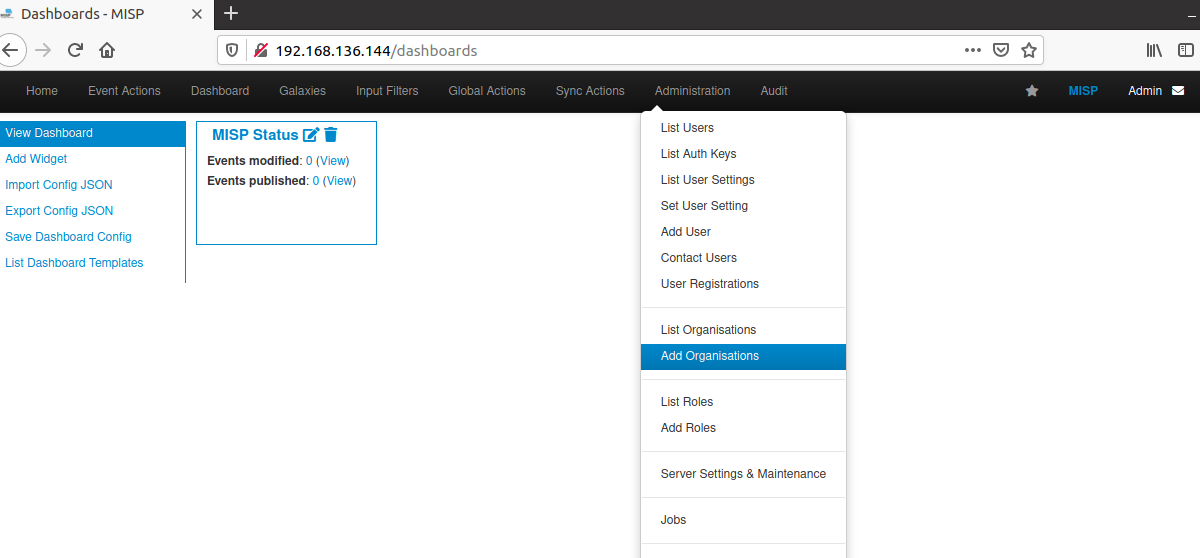 Dashboards - MISP
192.168.136.144/dashboards
Home Event Actions Dashboard Galaxies Input Filters Global Actions Sync Actions Administration Audit MISP Admin
View Dashboard
Add Widget
Import Config JSON
Export Config JSON
Save Dashboard Config
List Dashboard Templates
MISP Status
Events modified: 0 (View)
Events published: 0 (View)
List Users
List Auth Keys
List User Settings
Set User Setting
Add User
Contact Users
User Registrations
List Organisations
Add Organisations
List Roles
Add Roles
Server Settings & Maintenance
Jobs